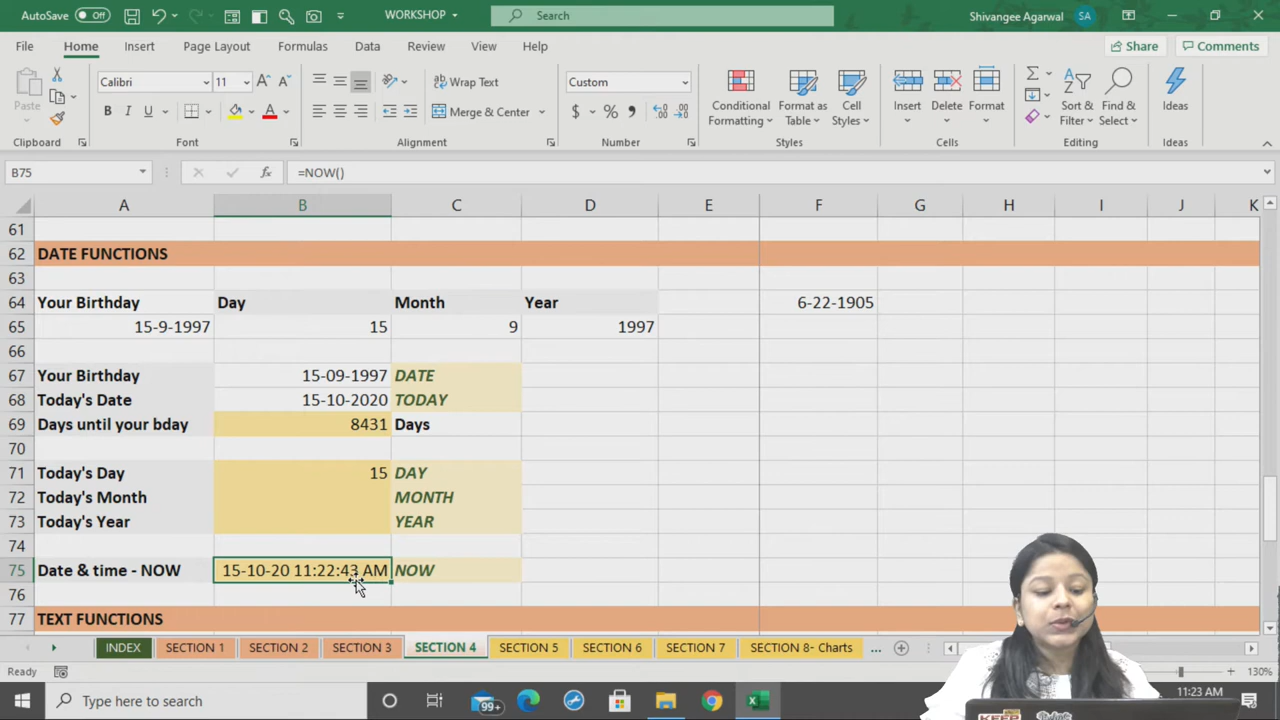 AutoSave Off WORKSHOP Search Shivangee Agarwal SA
File Home Insert Page Layout Formulas Data Review View Help Share Comments
Paste Calibri 11 Wrap Text Custom Conditional Formatting Format as Table Cell Styles Insert Delete Format Sort & Filter Find & Select Ideas
B I U A Merge & Center $ % ,
Clipboard Font Alignment Number Styles Cells Editing Ideas
B75 fx =NOW()
A B C D E F G H I J K
61
62 DATE FUNCTIONS
63
64 Your Birthday Day Month Year 6-22-1905
65 15-9-1997 15 9 1997
66
67 Your Birthday 15-09-1997 DATE
68 Today's Date 15-10-2020 TODAY
69 Days until your bday 8431 Days
70
71 Today's Day 15 DAY
72 Today's Month MONTH
73 Today's Year YEAR
74
75 Date & time - NOW 15-10-20 11:22:43 AM NOW
76
77 TEXT FUNCTIONS
INDEX SECTION 1 SECTION 2 SECTION 3 SECTION 4 SECTION 5 SECTION 6 SECTION 7 SECTION 8- Charts ...
Ready 130%
Type here to search 99+ 11:23 AM
KEEP